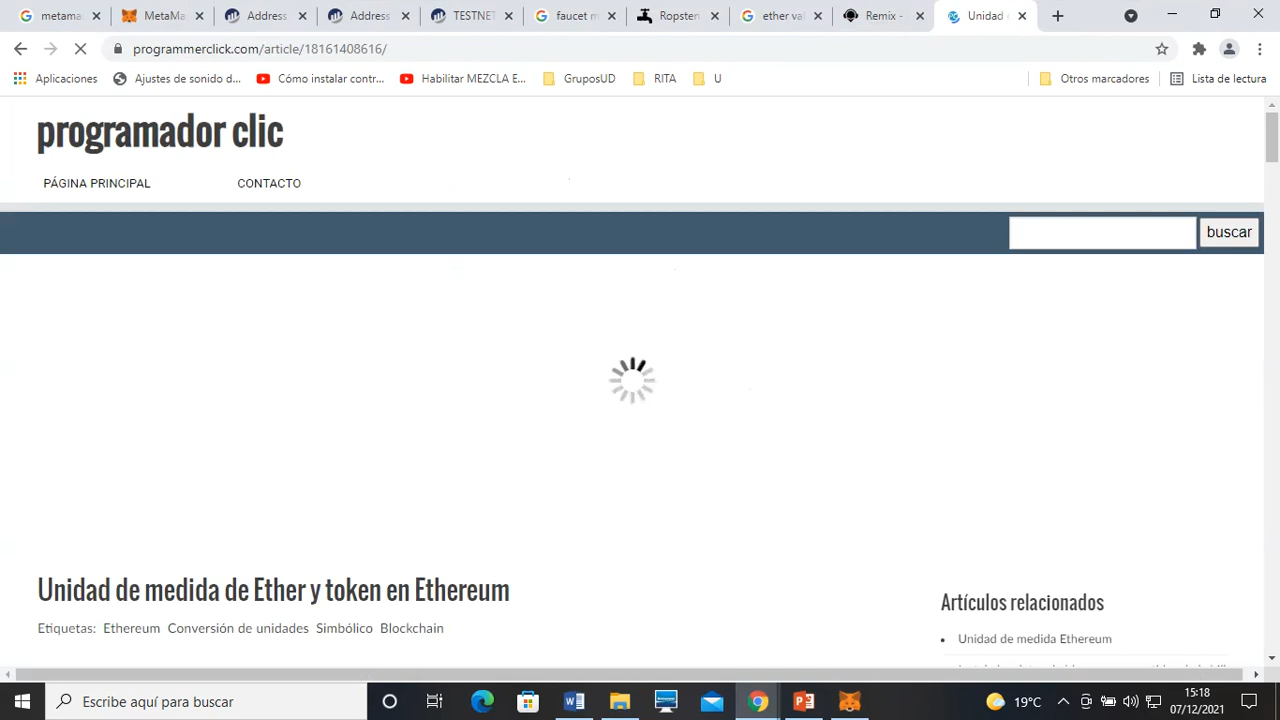 metama
MetaMa
Address
Address
TESTNET
faucet m
Ropsten
ether val
Remix -
Unidad
programmerclick.com/article/18161408616/
Aplicaciones
Ajustes de sonido d...
Cómo instalar contr...
Habilitar MEZCLA E...
GruposUD
RITA
U
Otros marcadores
Lista de lectura
programador clic
PÁGINA PRINCIPAL
CONTACTO
buscar
Unidad de medida de Ether y token en Ethereum
Artículos relacionados
Etiquetas: Ethereum Conversión de unidades Simbólico Blockchain
Unidad de medida Ethereum
Escribe aquí para buscar
19°C
15:18
07/12/2021